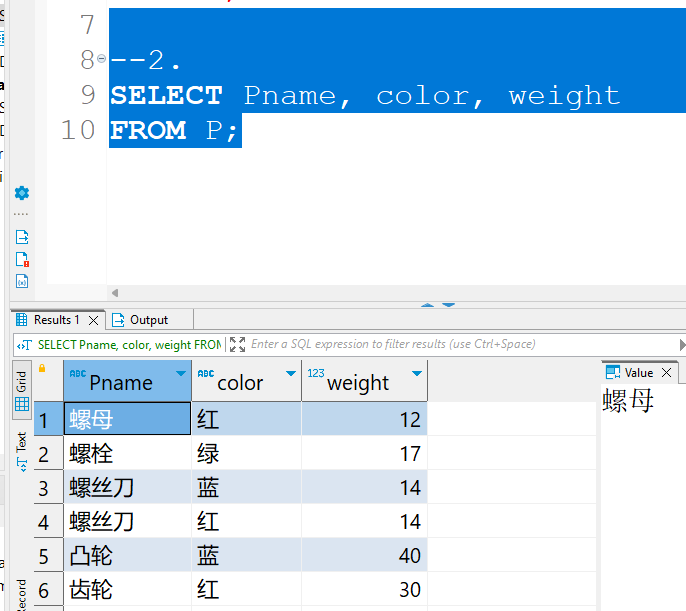 7
8 --2.
9 SELECT Pname, color, weight
10 FROM P;
Results 1 Output
SELECT Pname, color, weight FROM Enter a SQL expression to filter results (use Ctrl+Space)
Grid
Text
Record
ABC Pname ABC color 123 weight
1 螺母 红 12
2 螺栓 绿 17
3 螺丝刀 蓝 14
4 螺丝刀 红 14
5 凸轮 蓝 40
6 齿轮 红 30
Value
螺母